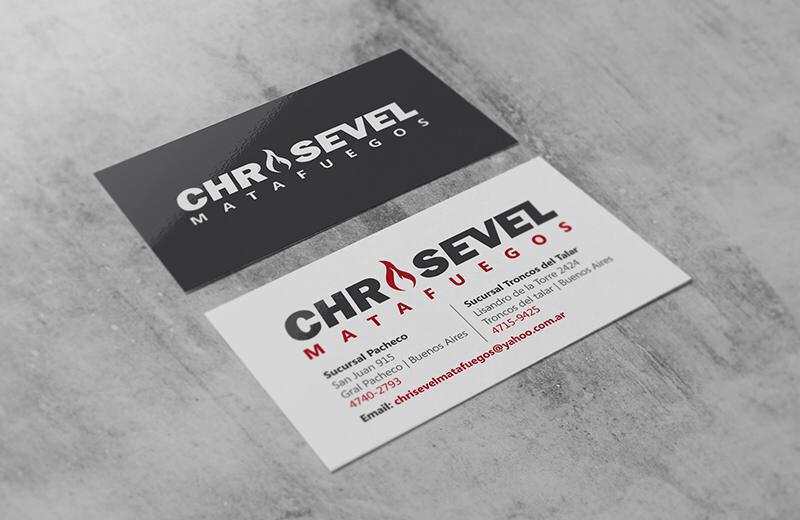 CHRISEVEL
MATAFUEGOS
CHRISEVEL
MATAFUEGOS
Sucursal Pacheco
San Juan 915
Gral Pacheco | Buenos Aires
4740-2793
Sucursal Troncos del Talar
Lisandro de la Torre 2424
Troncos del talar | Buenos Aires
4715-9425
Email: chrisevelmatafuegos@yahoo.com.ar